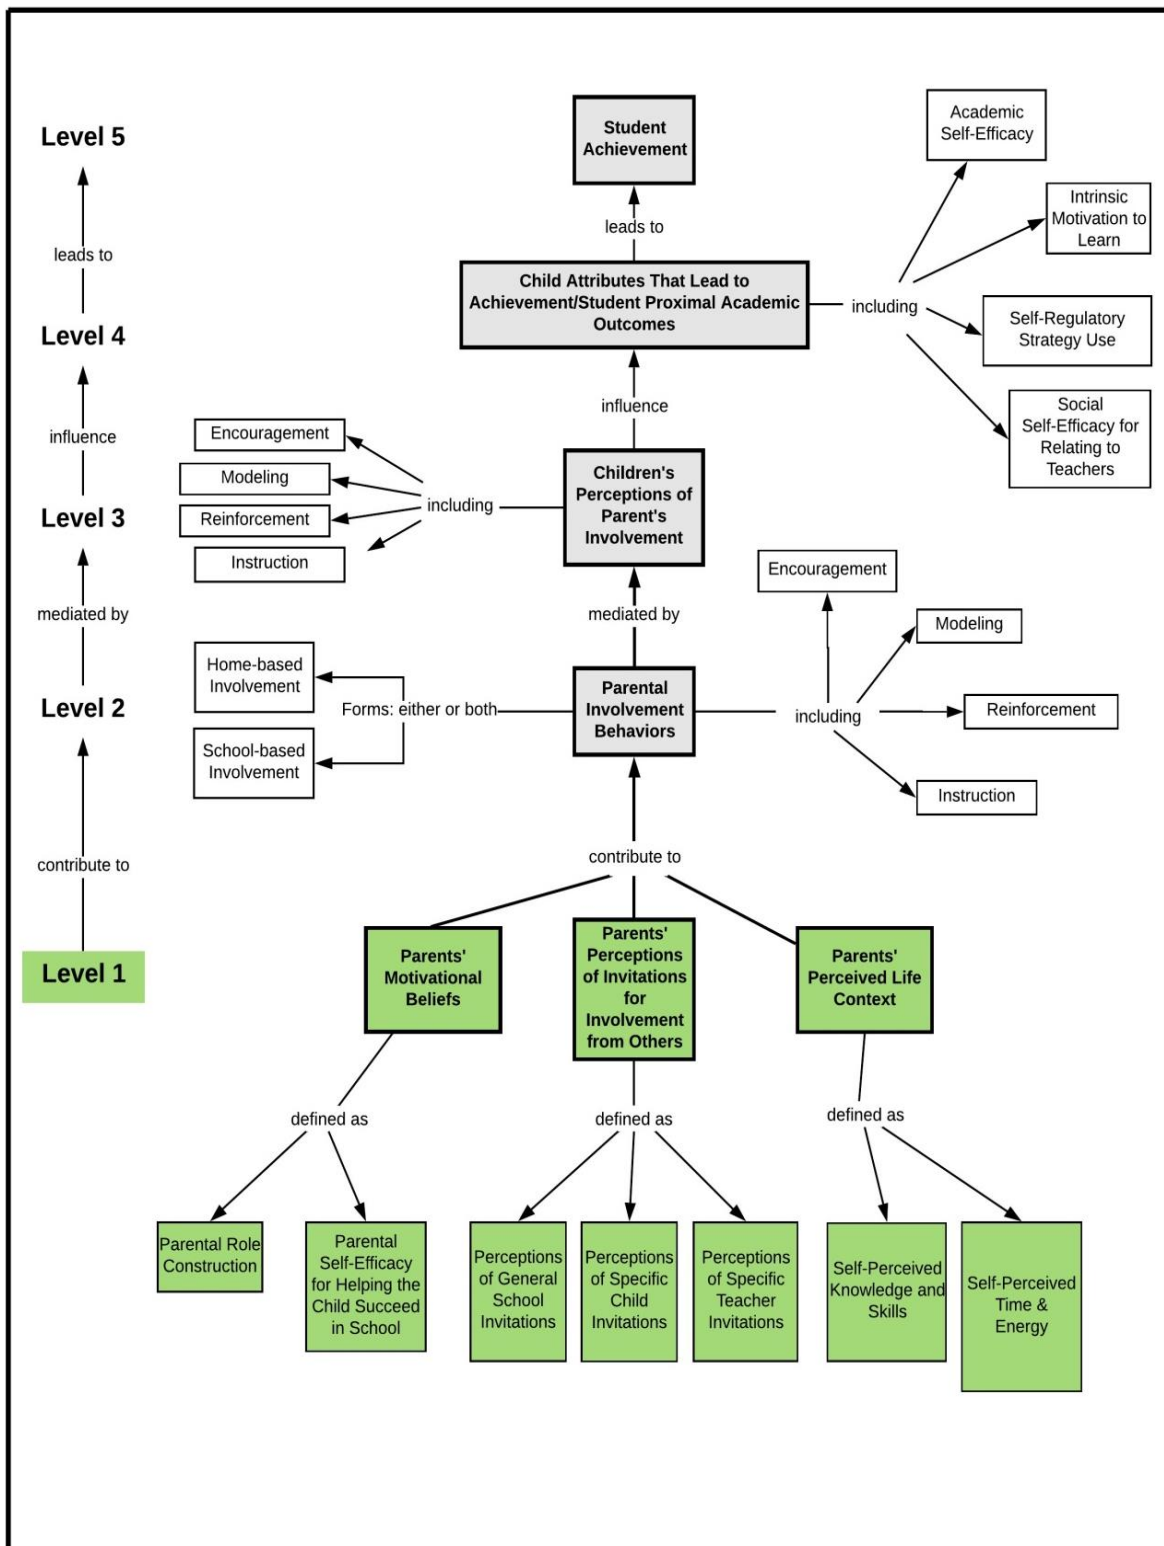 Level 5
leads to
Level 4
influence
Level 3
mediated by
Level 2
contribute to
Level 1
Student
Achievement
leads to
Child Attributes That Lead to
Achievement/Student Proximal Academic
Outcomes
including
Academic
Self-Efficacy
Intrinsic
Motivation to
Learn
Self-Regulatory
Strategy Use
Social
Self-Efficacy for
Relating to
Teachers
influence
Children's
Perceptions of
Parent's
Involvement
including
Encouragement
Modeling
Reinforcement
Instruction
mediated by
Parental
Involvement
Behaviors
Forms: either or both
Home-based
Involvement
School-based
Involvement
including
Encouragement
Modeling
Reinforcement
Instruction
contribute to
Parents'
Motivational
Beliefs
Parents'
Perceptions
of Invitations
for
Involvement
from Others
Parents'
Perceived Life
Context
defined as
defined as
defined as
Parental Role
Construction
Parental
Self-Efficacy
for Helping the
Child Succeed
in School
Perceptions
of General
School
Invitations
Perceptions
of Specific
Child
Invitations
Perceptions
of Specific
Teacher
Invitations
Self-Perceived
Knowledge and
Skills
Self-Perceived
Time &
Energy